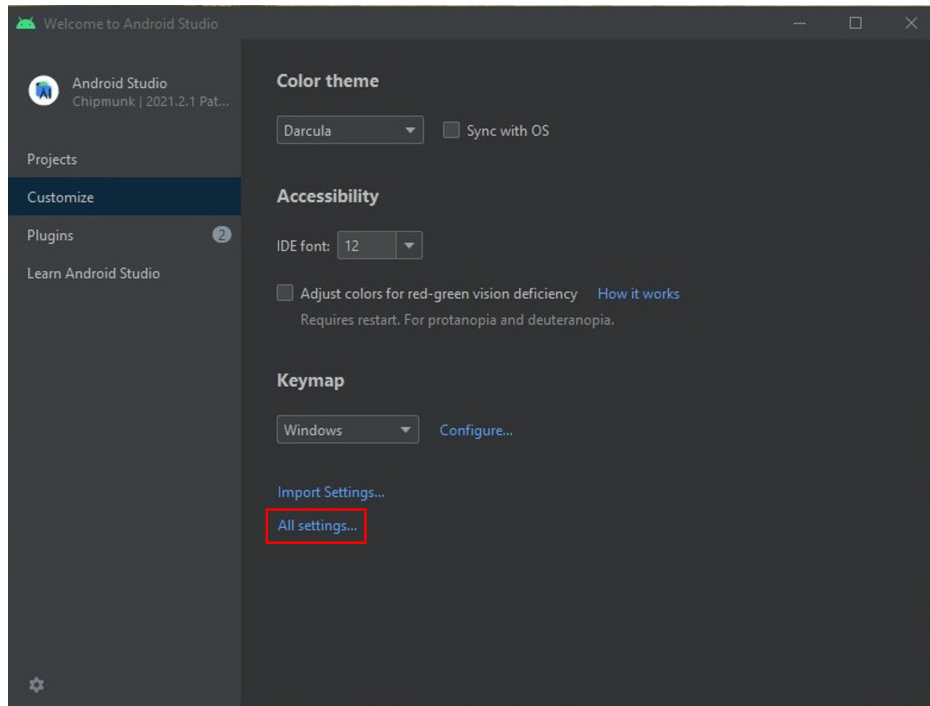 Welcome to Android Studio
Android Studio
Chipmunk | 2021.2.1 Pat...
Projects
Customize
Plugins
2
Learn Android Studio
Color theme
Darcula
Sync with OS
Accessibility
IDE font:
12
Adjust colors for red-green vision deficiency
How it works
Requires restart. For protanopia and deuteranopia.
Keymap
Windows
Configure...
Import Settings...
All settings...